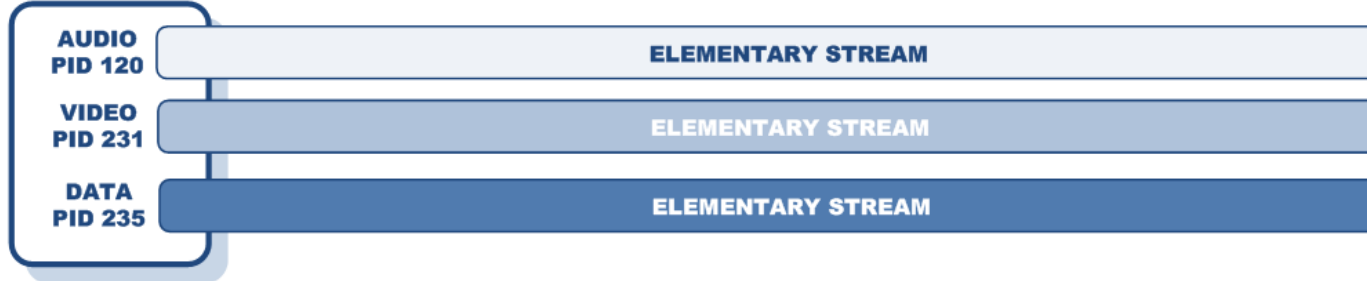 AUDIO
PID 120
ELEMENTARY STREAM
VIDEO
PID 231
ELEMENTARY STREAM
DATA
PID 235
ELEMENTARY STREAM